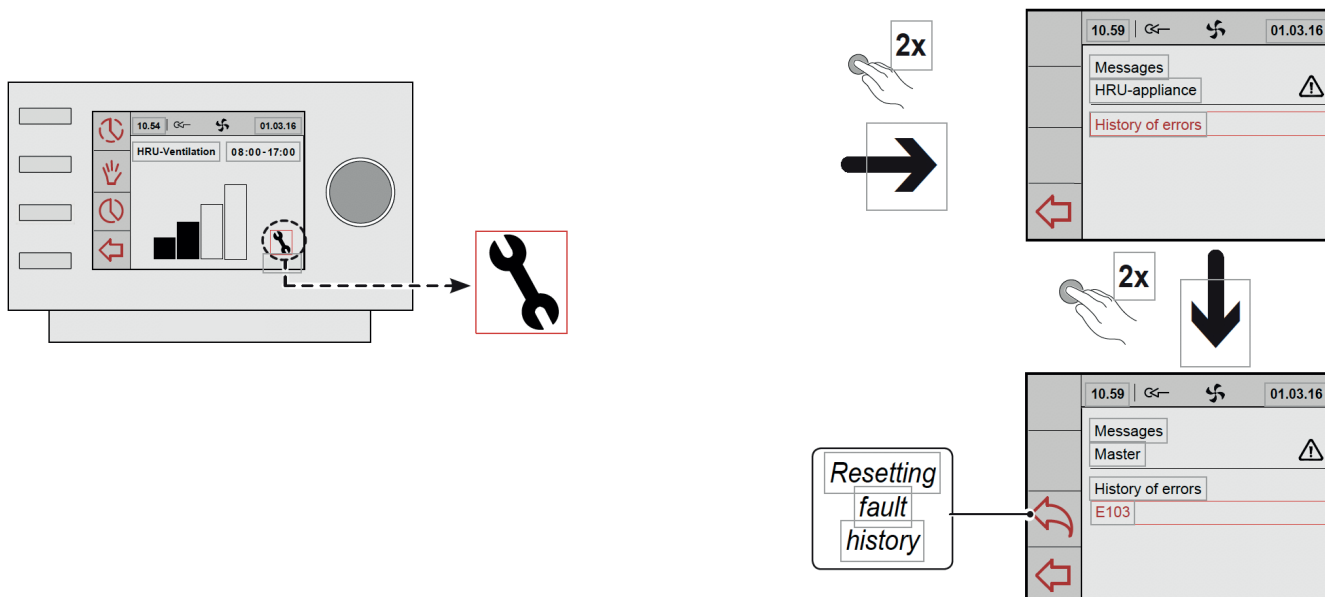 10.54 01.03.16
HRU-Ventilation 08:00-17:00
2x
10.59 01.03.16
Messages
HRU-appliance
History of errors
2x
10.59 01.03.16
Messages
Master
History of errors
E103
Resetting
fault
history